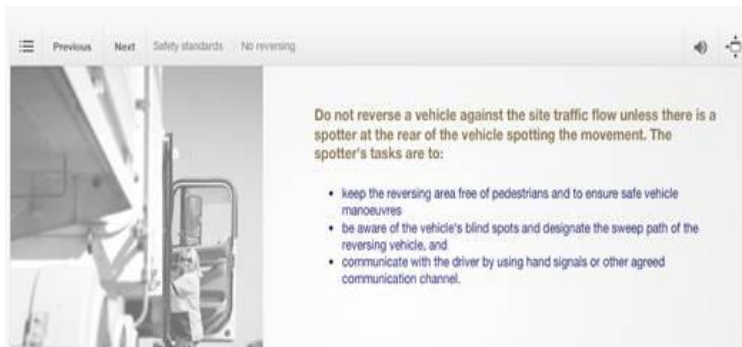 Previous Next Safety standards / No reversing
Do not reverse a vehicle against the site traffic flow unless there is a
spotter at the rear of the vehicle spotting the movement. The
spotter's tasks are to:
• keep the reversing area free of pedestrians and to ensure safe vehicle
manoeuvres
• be aware of the vehicle's blind spots and designate the sweep path of the
reversing vehicle, and
• communicate with the driver by using hand signals or other agreed
communication channel.